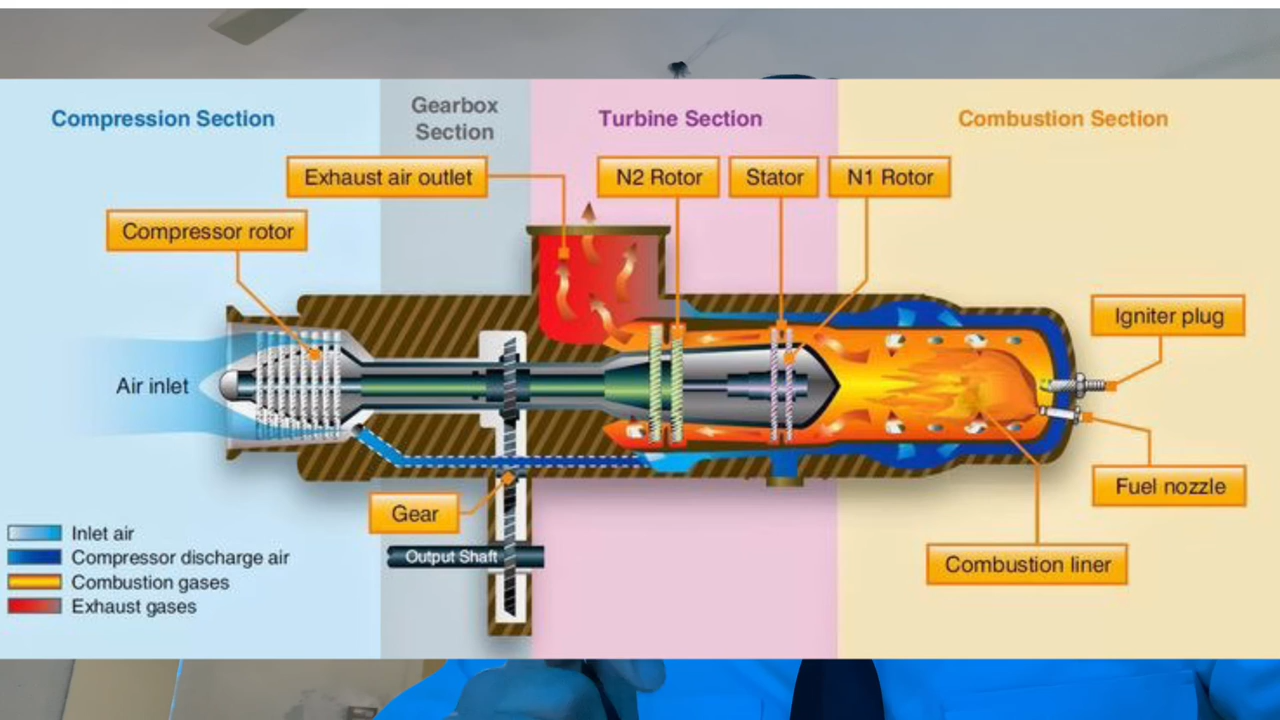 Compression Section
Gearbox
Section
Turbine Section
Combustion Section
Exhaust air outlet
N2 Rotor
Stator
N1 Rotor
Compressor rotor
Igniter plug
Air inlet
Fuel nozzle
Gear
Output Shaft
Combustion liner
Inlet air
Compressor discharge air
Combustion gases
Exhaust gases